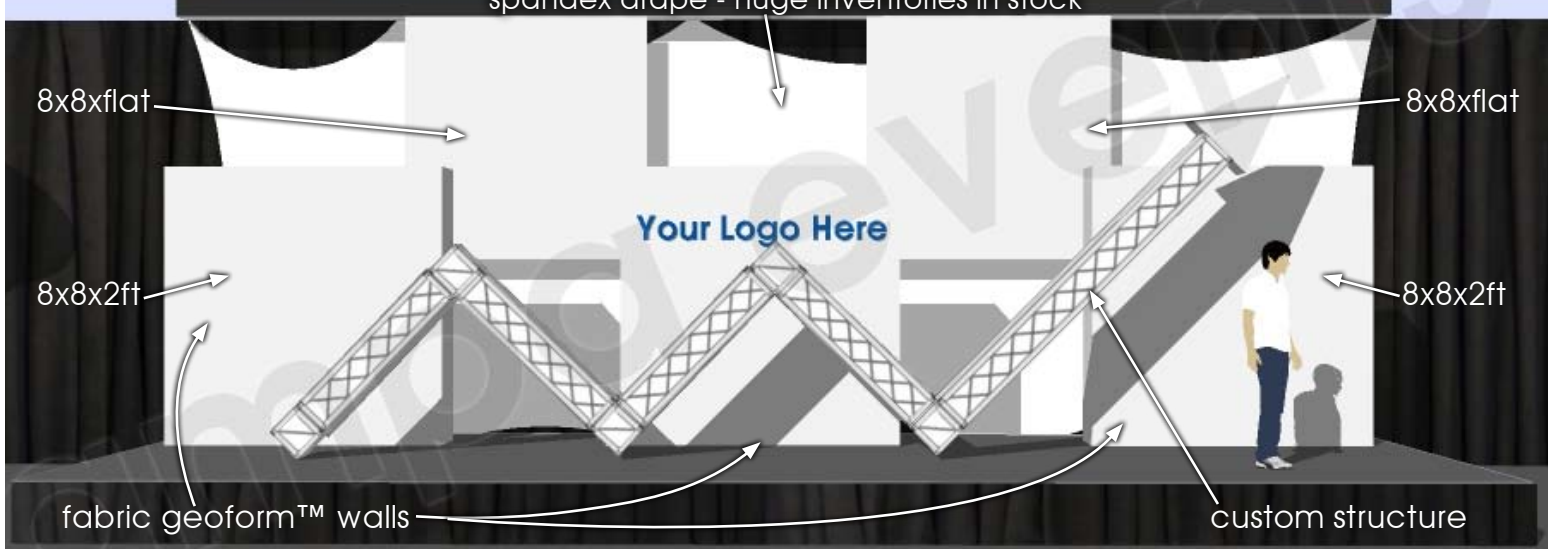 spandex drape - huge inventories in stock
8x8xflat
8x8xflat
Your Logo Here
8x8x2ft
8x8x2ft
fabric geoform™ walls
custom structure